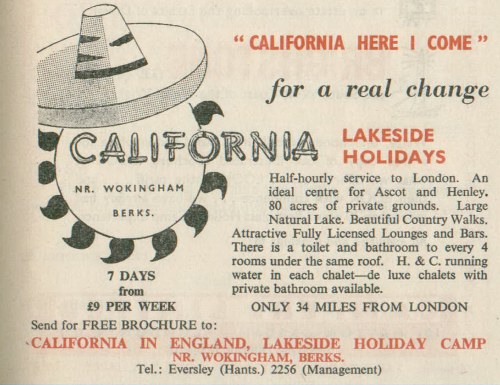 "CALIFORNIA HERE I COME"
for a real change
CALIFORNIA
NR. WOKINGHAM
BERKS.
7 DAYS
from
£9 PER WEEK
LAKESIDE
HOLIDAYS
Half-hourly service to London. An
ideal centre for Ascot and Henley.
80 acres of private grounds. Large
Natural Lake. Beautiful Country Walks.
Attractive Fully Licensed Lounges and Bars.
There is a toilet and bathroom to every 4
rooms under the same roof. H. & C. running
water in each chalet—de luxe chalets with
private bathroom available.
ONLY 34 MILES FROM LONDON
Send for FREE BROCHURE to:
CALIFORNIA IN ENGLAND, LAKESIDE HOLIDAY CAMP
NR. WOKINGHAM, BERKS.
Tel.: Eversley (Hants.) 2256 (Management)